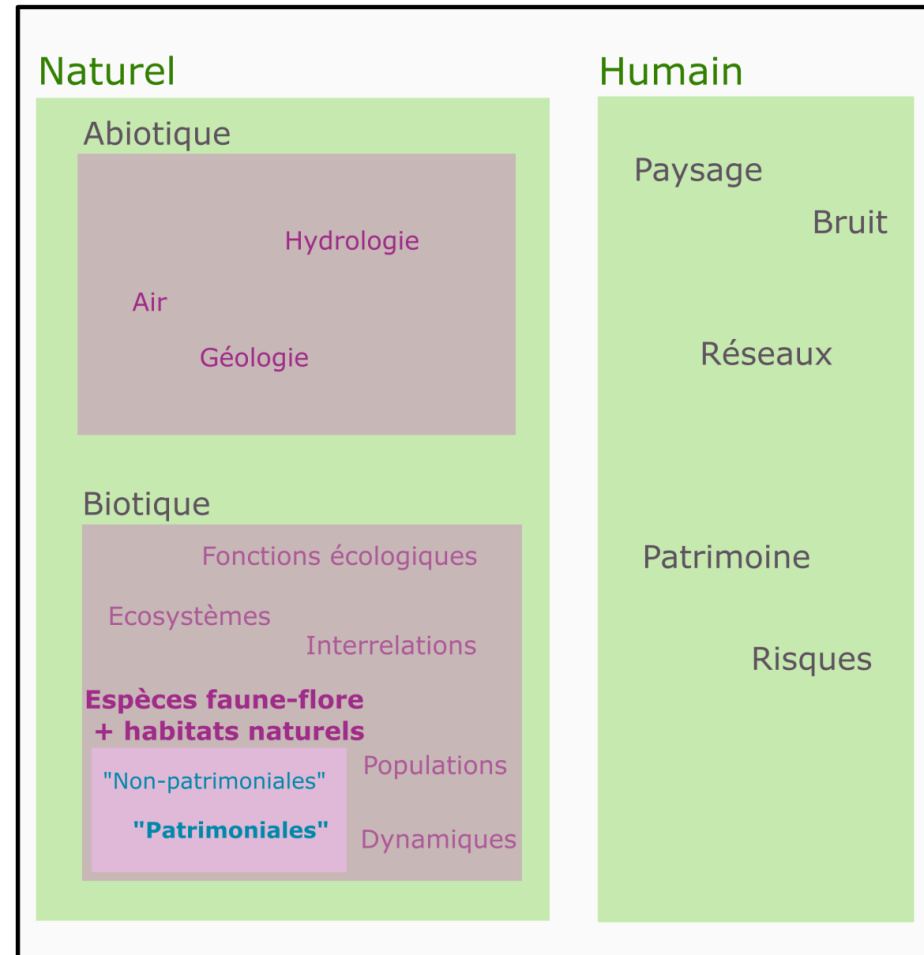 Naturel
Abiotique
Hydrologie
Air
Géologie
Biotique
Fonctions écologiques
Ecosystèmes
Interrelations
Espèces faune-flore
+ habitats naturels
"Non-patrimoniales"
"Patrimoniales"
Populations
Dynamiques
Humain
Paysage
Bruit
Réseaux
Patrimoine
Risques